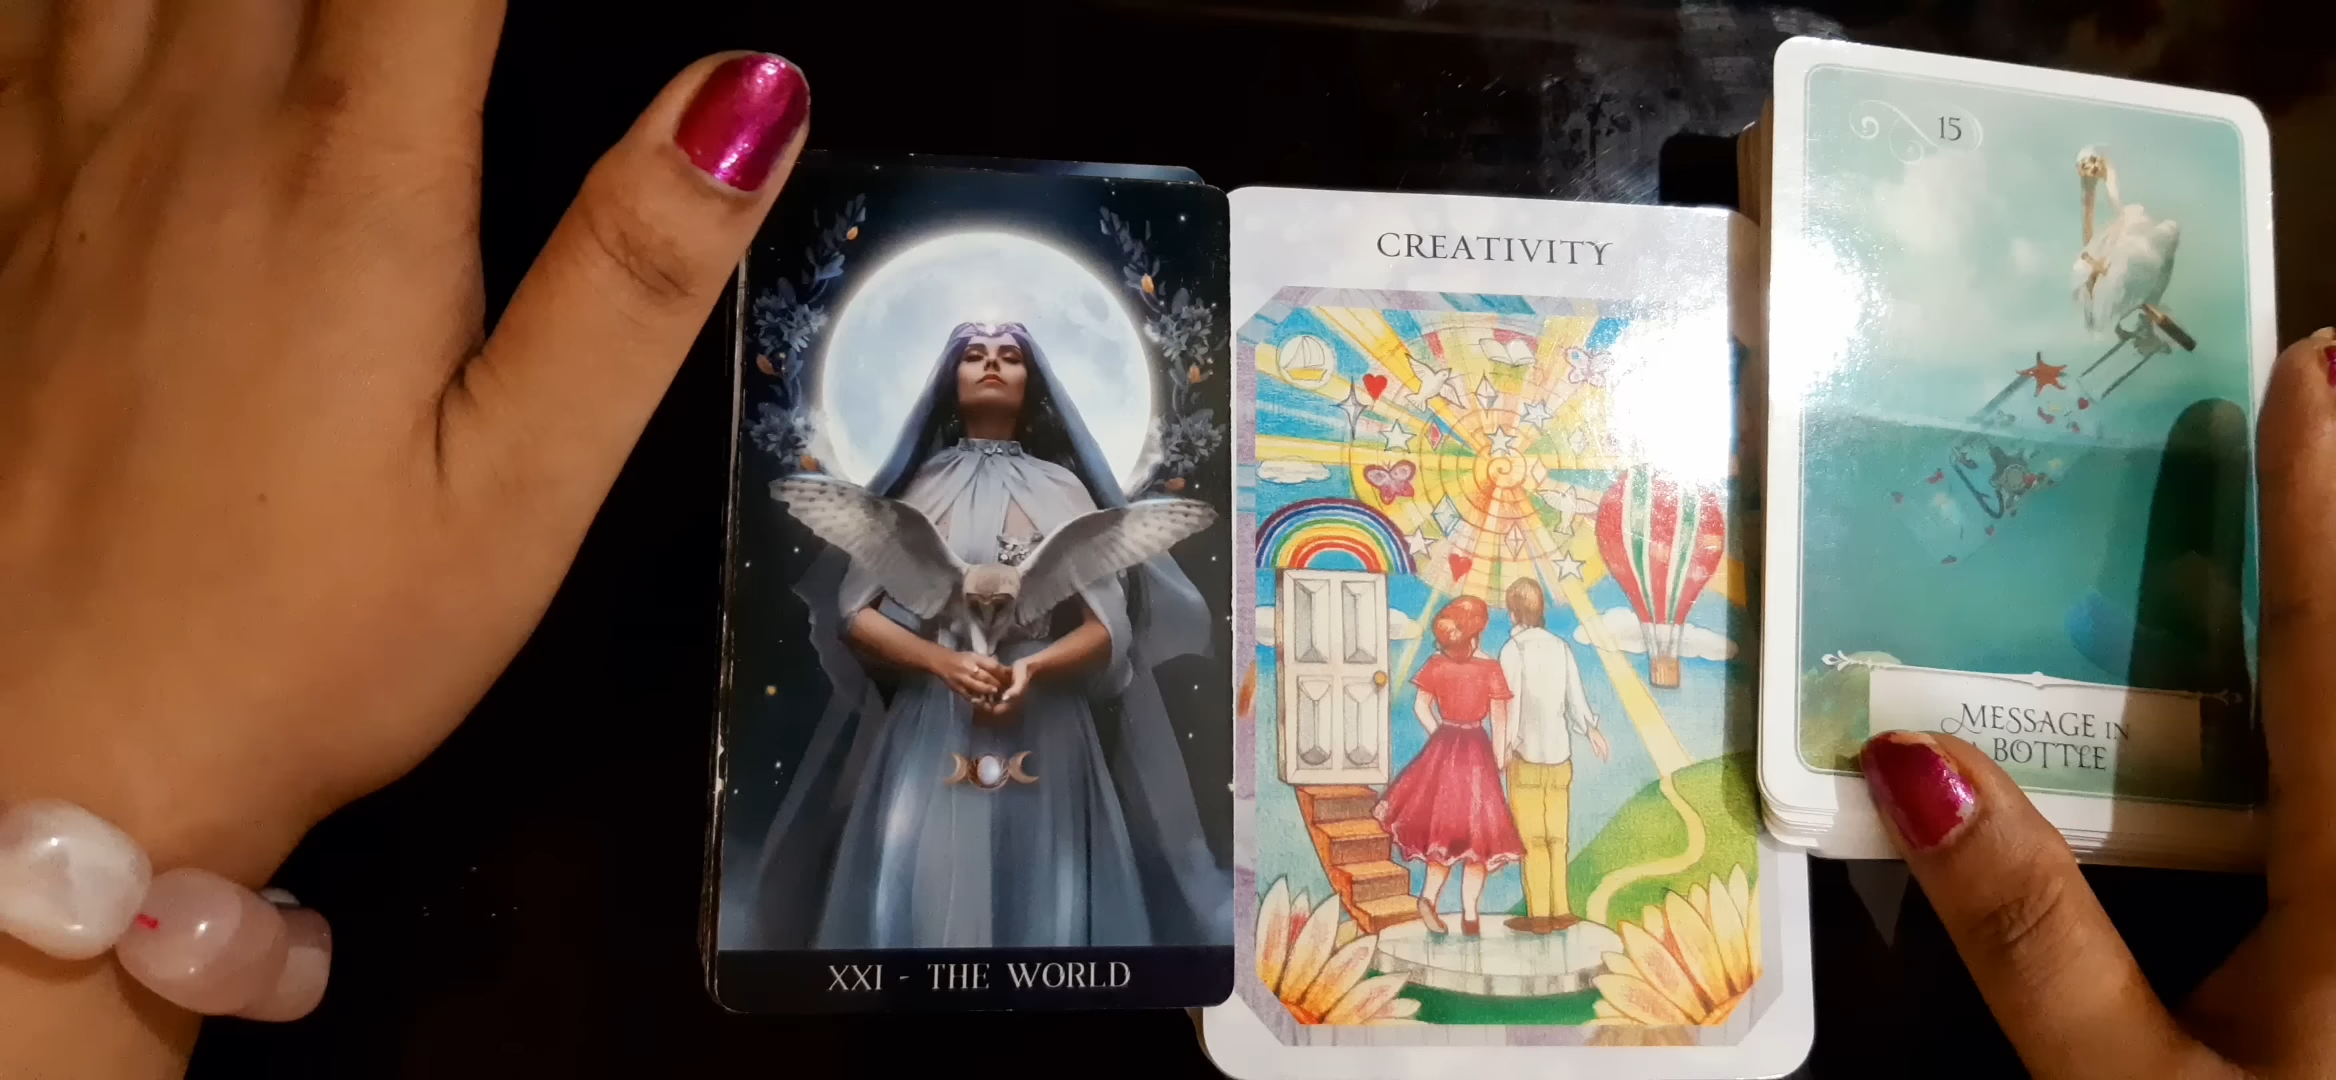 XXI - THE WORLD
CREATIVITY
15
MESSAGE IN
A BOTTLE